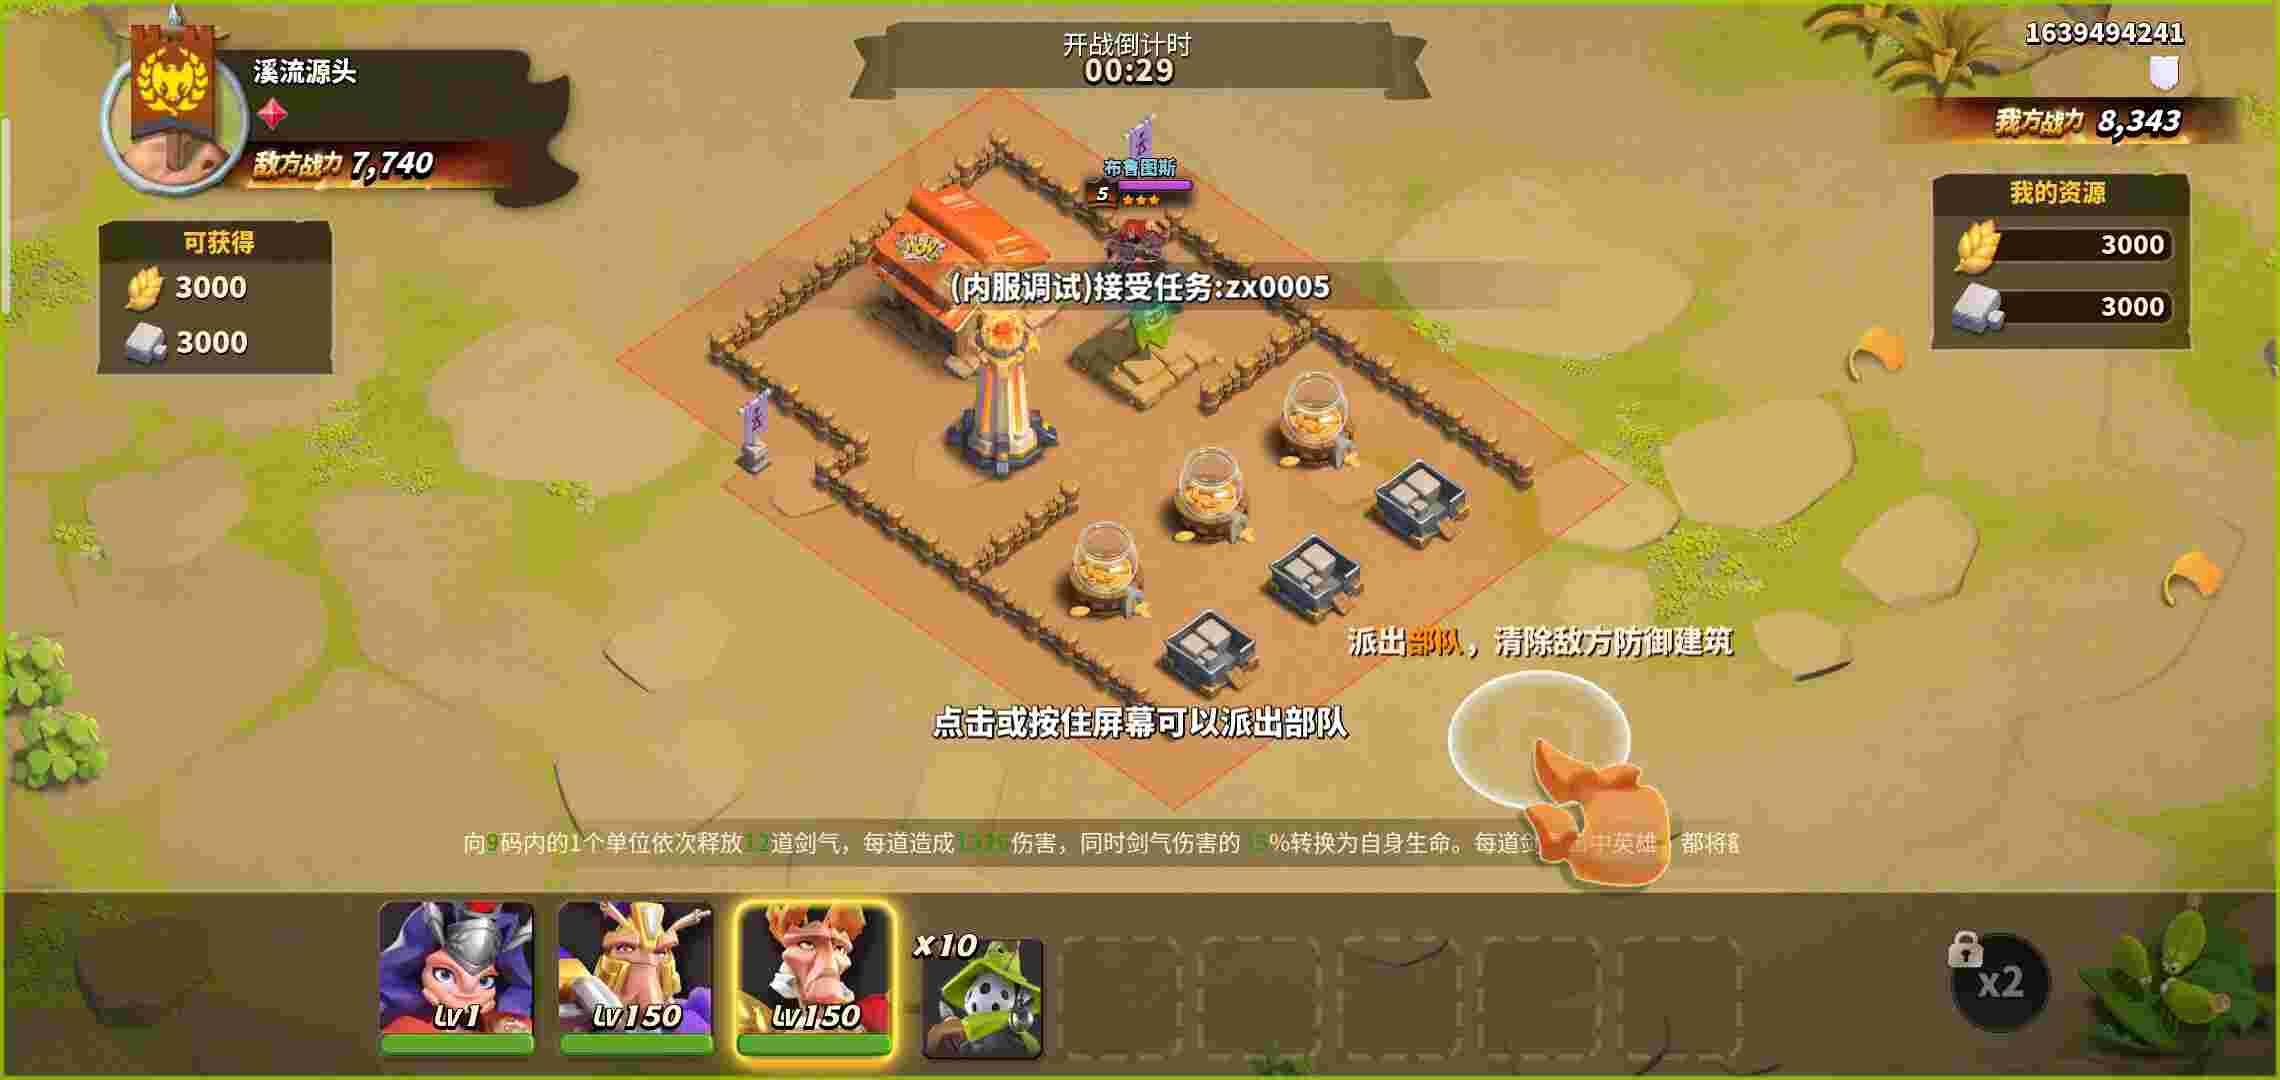 溪流源头
敌方战力 7,740
可获得
3000
3000
开战倒计时
00:29
1639494241
我方战力 8,343
我的资源
3000
3000
布鲁图斯
5
(内服调试)接受任务:zx0005
派出部队，清除敌方防御建筑
点击或按住屏幕可以派出部队
向9码内的1个单位依次释放12道剑气，每道造成伤害，同时剑气伤害的%转换为自身生命。每道剑中英雄，都将
Lv1
Lv150
Lv150
x10
x2